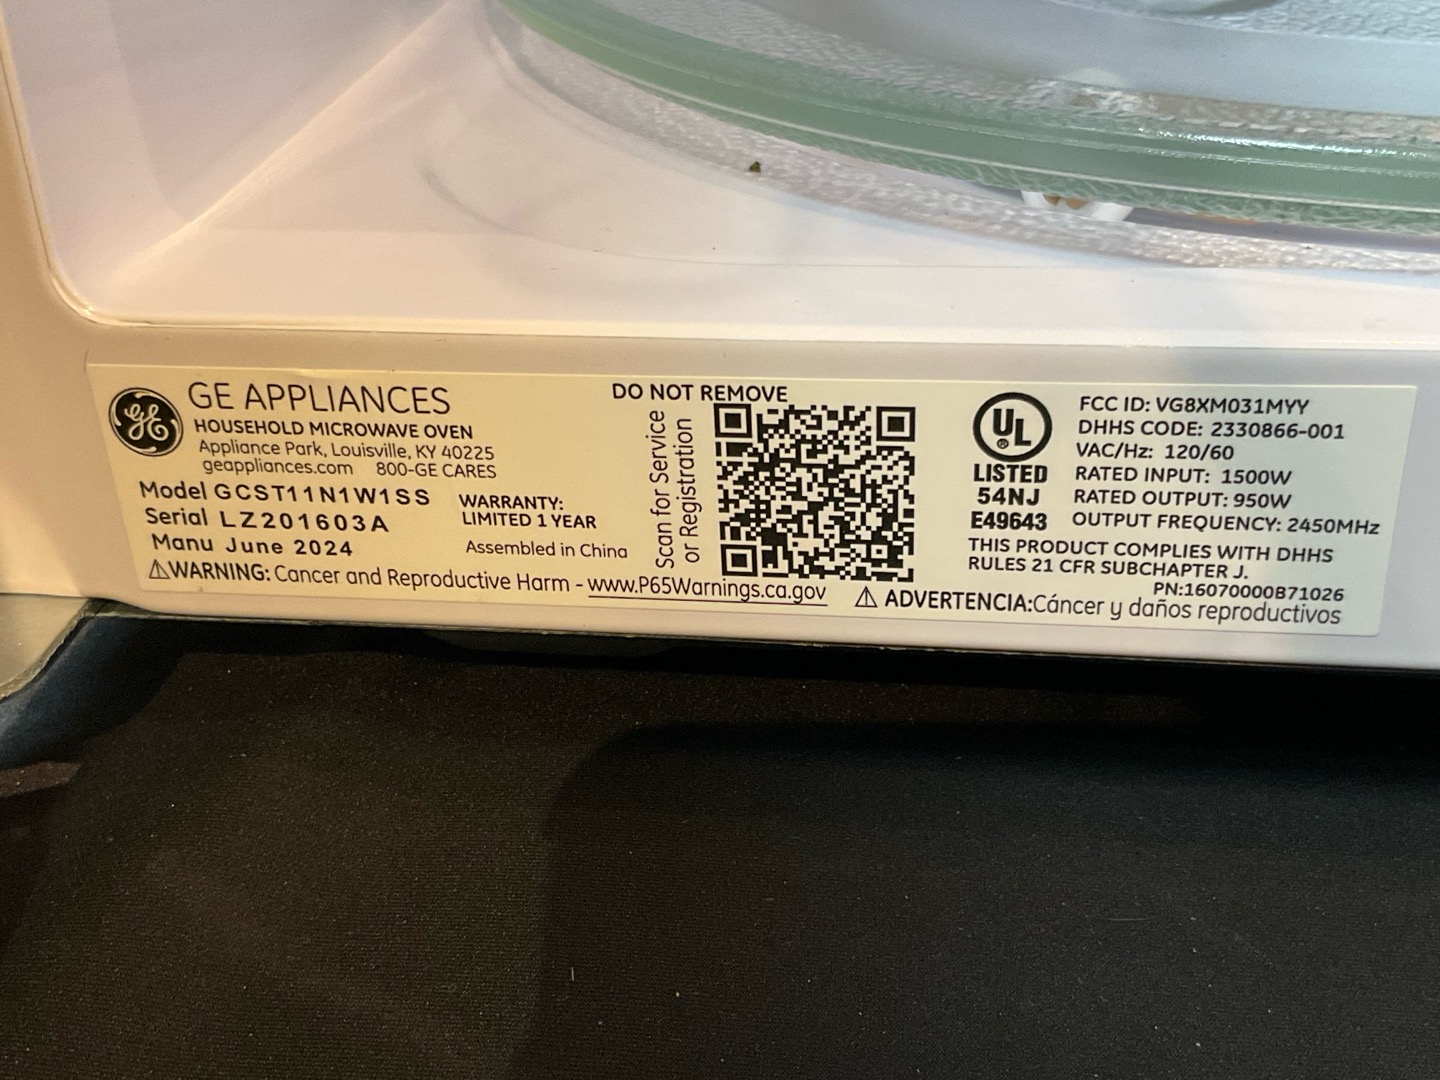 GE APPLIANCES
HOUSEHOLD MICROWAVE OVEN
Appliance Park, Louisville, KY 40225
geappliances.com 800-GE CARES
Model GCST11N1W1SS
Serial LZ201603A
Manu June 2024
WARRANTY:
LIMITED 1 YEAR
Assembled in China
DO NOT REMOVE
Scan for Service
or Registration
UL
®
LISTED
54NJ
E49643
FCC ID: VG8XM031MYY
DHHS CODE: 2330866-001
VAC/Hz: 120/60
RATED INPUT: 1500W
RATED OUTPUT: 950W
OUTPUT FREQUENCY: 2450MHz
THIS PRODUCT COMPLIES WITH DHHS
RULES 21 CFR SUBCHAPTER J.
PN:16070000B71026
⚠WARNING: Cancer and Reproductive Harm - www.P65Warnings.ca.gov
⚠ ADVERTENCIA:Cáncer y daños reproductivos